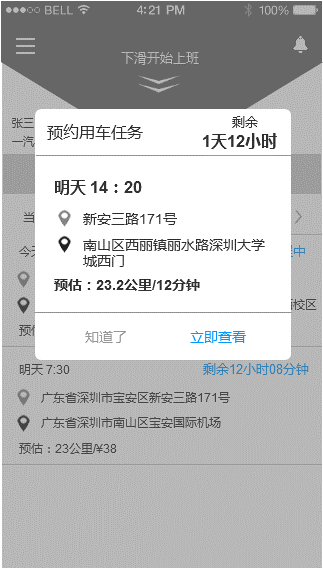 BELL 4:21 PM 100%
下滑开始上班
张三
一汽
预约用车任务
剩余
1天12小时
明天 14：20
新安三路171号
南山区西丽镇丽水路深圳大学
城西门
预估：23.2公里/12分钟
知道了
立即查看
当
今天
中
校区
预估
明天 7:30
剩余12小时08分钟
广东省深圳市宝安区新安三路171号
广东省深圳市南山区宝安国际机场
预估：23公里/¥38